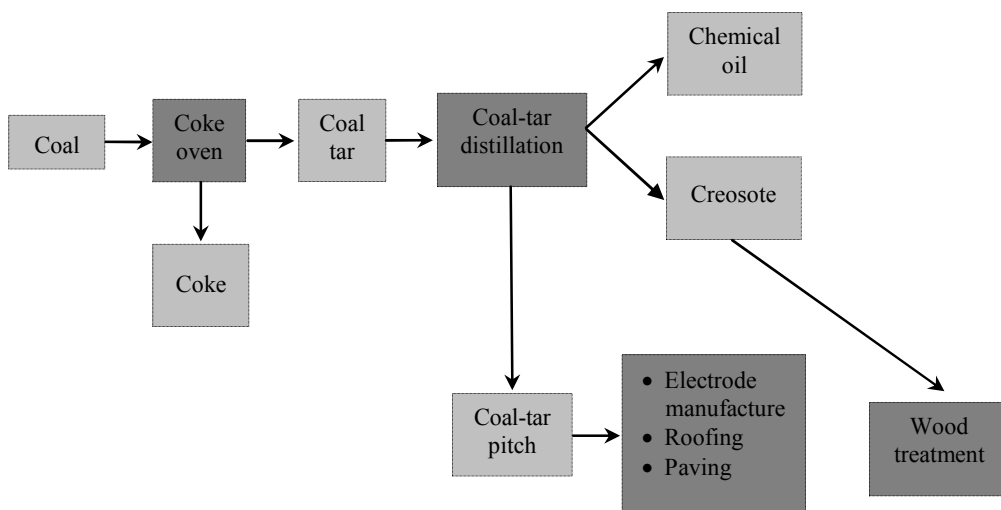 Coal
Coke
oven
Coal
tar
Coal-tar
distillation
Chemical
oil
Creosote
Coke
Coal-tar
pitch
• Electrode
manufacture
• Roofing
• Paving
Wood
treatment